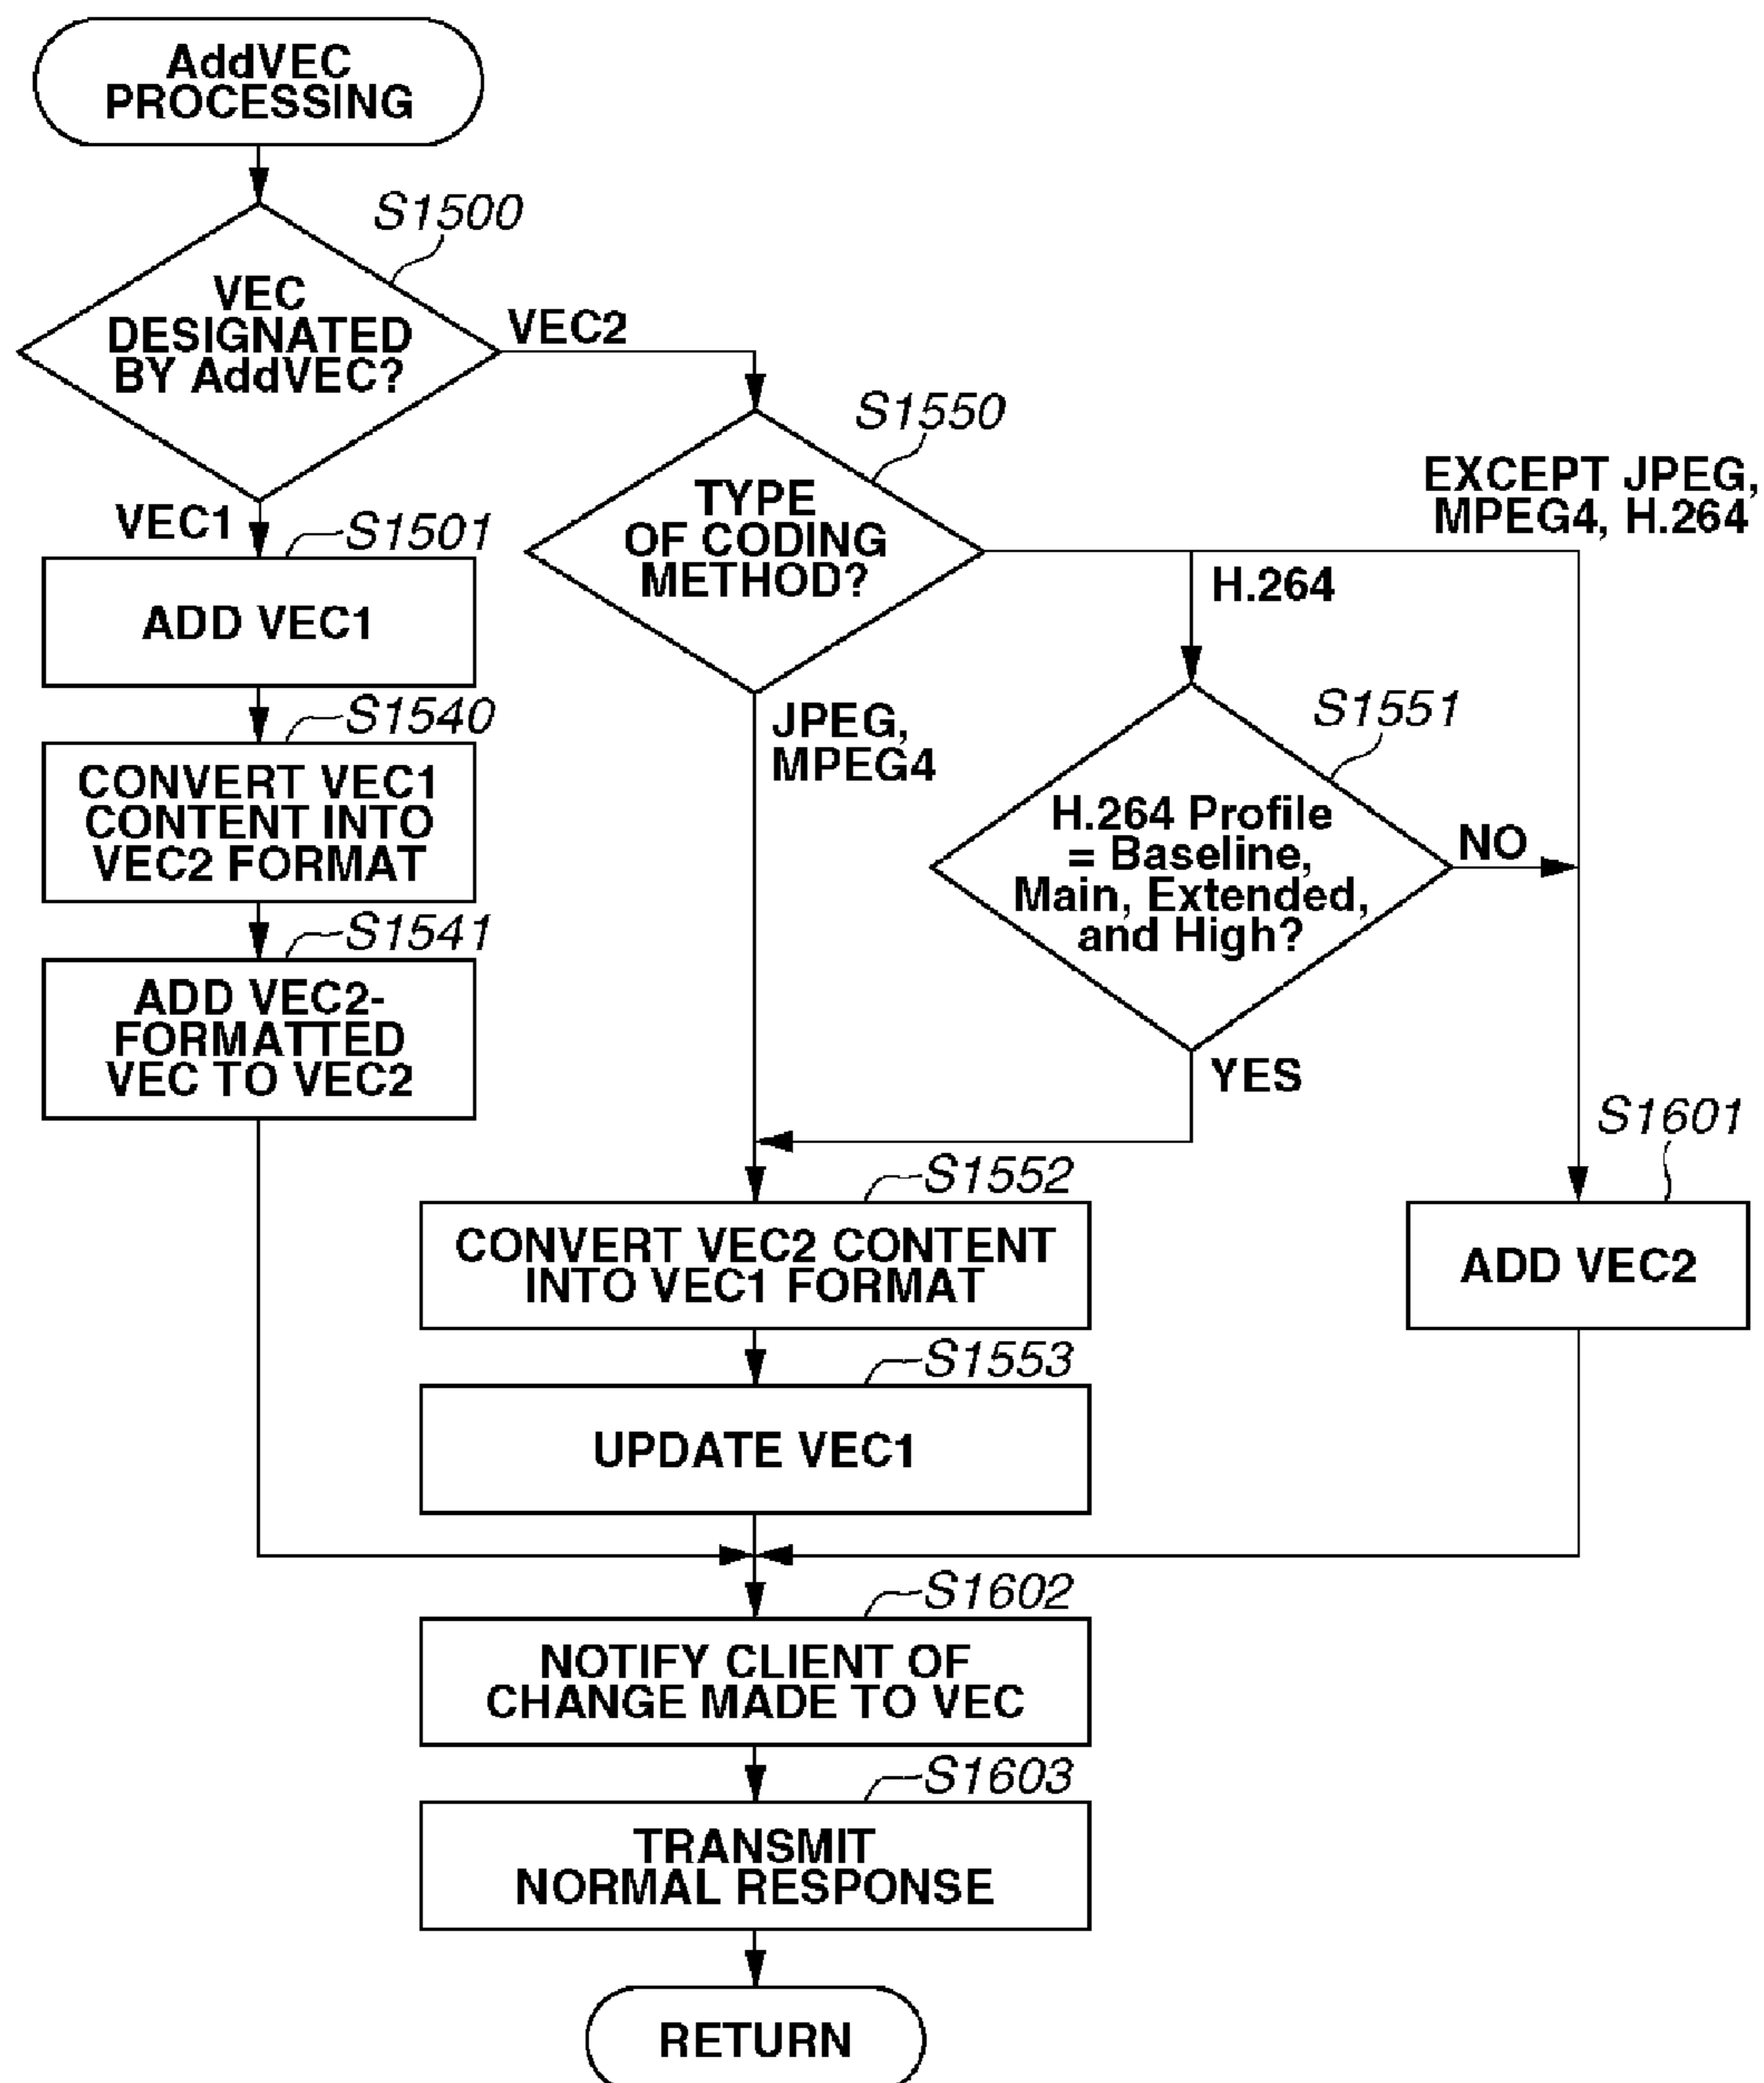 AddVEC
PROCESSING
S1500
VEC
DESIGNATED
BY AddVEC?
VEC2
VEC1
S1501
ADD VEC1
S1540
CONVERT VEC1
CONTENT INTO
VEC2 FORMAT
S1541
ADD VEC2-
FORMATTED
VEC TO VEC2
S1550
TYPE
OF CODING
METHOD?
EXCEPT JPEG,
MPEG4, H.264
H.264
JPEG,
MPEG4
S1551
H.264 Profile
= Baseline,
Main, Extended,
and High?
NO
YES
S1552
CONVERT VEC2 CONTENT
INTO VEC1 FORMAT
S1601
ADD VEC2
S1553
UPDATE VEC1
S1602
NOTIFY CLIENT OF
CHANGE MADE TO VEC
S1603
TRANSMIT
NORMAL RESPONSE
RETURN